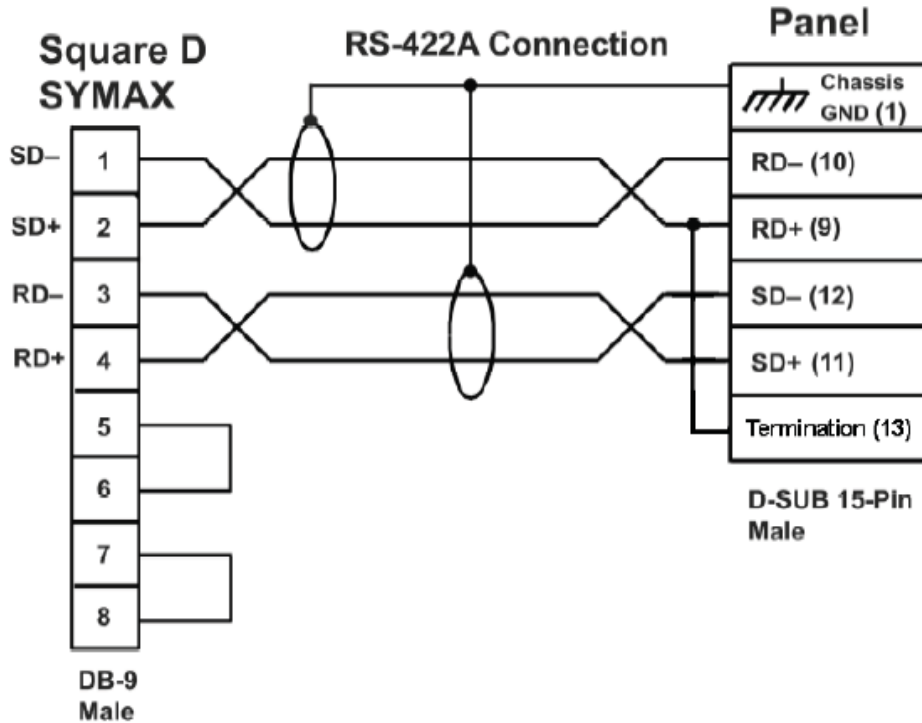 Square D
SYMAX
RS-422A Connection
Panel
SD– 1
SD+ 2
RD– 3
RD+ 4
5
6
7
8
DB-9
Male
Chassis
GND (1)
RD– (10)
RD+ (9)
SD– (12)
SD+ (11)
Termination (13)
D-SUB 15-Pin
Male